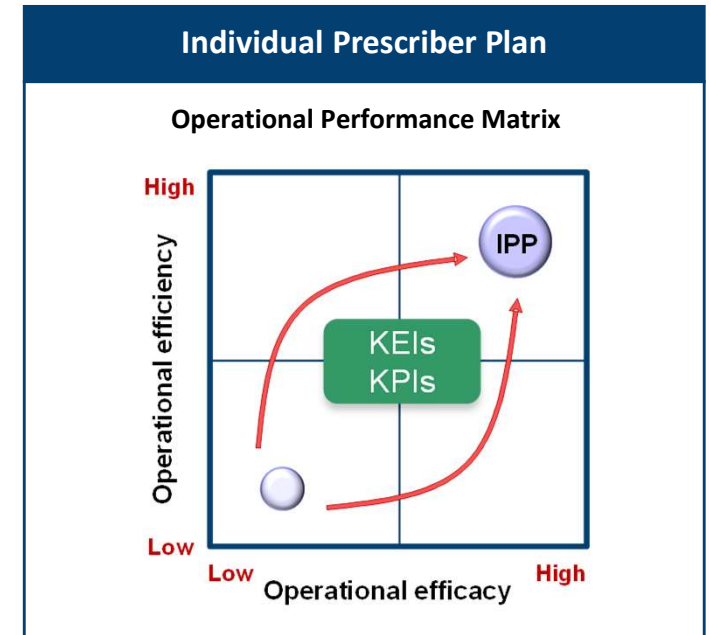 Individual Prescriber Plan
Operational Performance Matrix
High
IPP
Operational efficiency
KEIs
KPIs
Low
Low
High
Operational efficacy